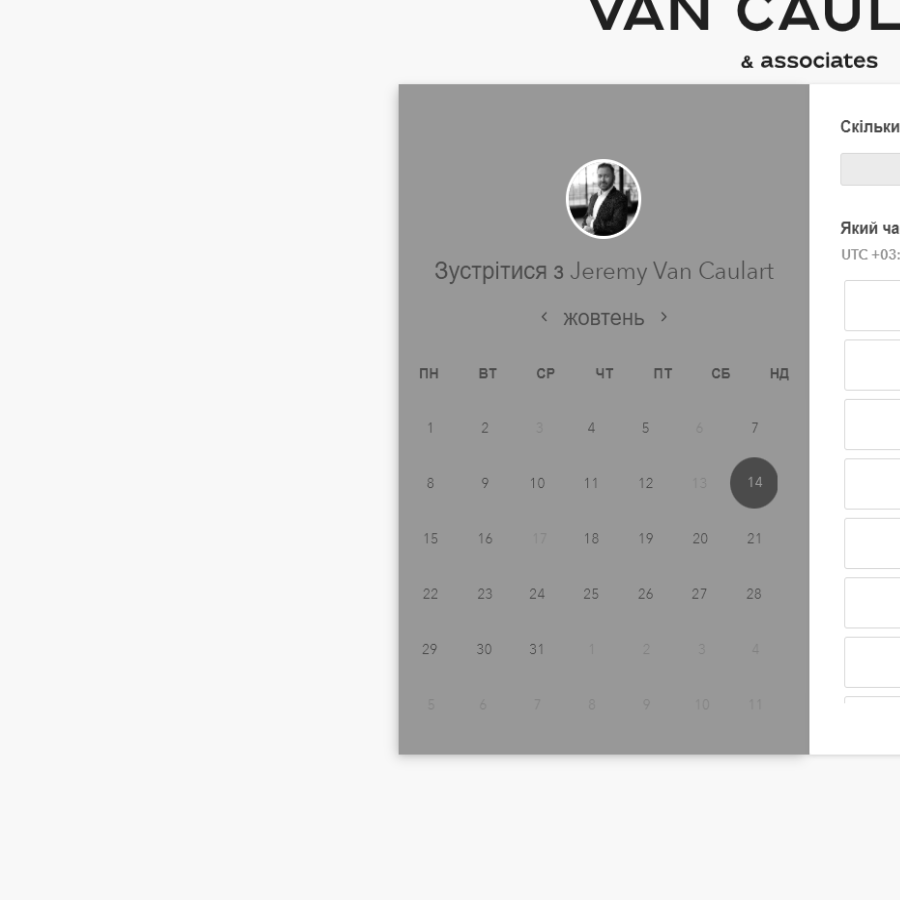 VAN CAUL
& associates
Зустрітися з Jeremy Van Caulart
‹ жовтень ›
ПН ВТ СР ЧТ ПТ СБ НД
1 2 3 4 5 6 7
8 9 10 11 12 13 14
15 16 17 18 19 20 21
22 23 24 25 26 27 28
29 30 31 1 2 3 4
5 6 7 8 9 10 11
Скільки
Який ча
UTC +03: